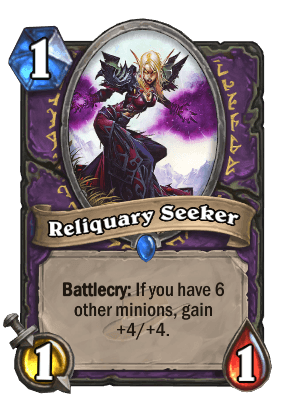 1
Reliquary Seeker
Battlecry: If you have 6
other minions, gain
+4/+4.
1 1